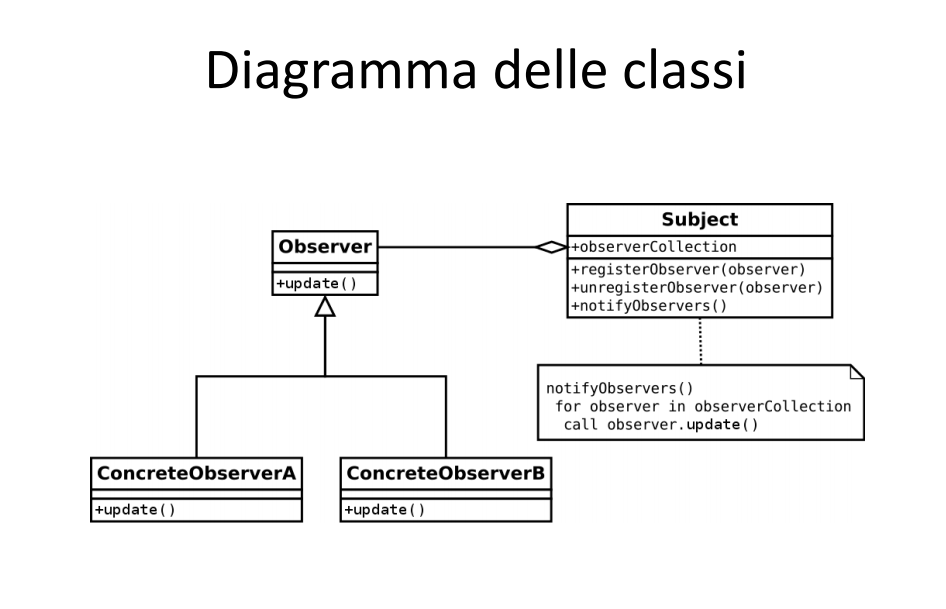 Diagramma delle classi
Subject
Observer
+observerCollection
+update()
+registerObserver(observer)
+unregisterObserver(observer)
+notifyObservers()
notifyObservers()
for observer in observerCollection
call observer.update()
ConcreteObserverA
+update()
ConcreteObserverB
+update()